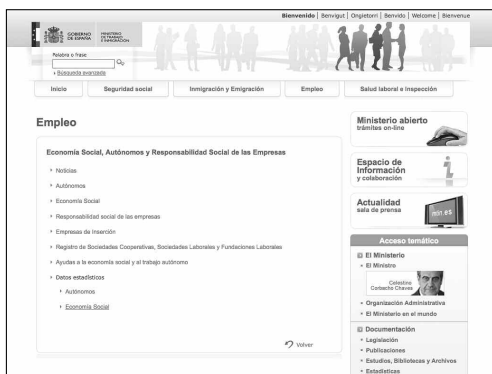 Bienvenido | Benvigut | Ongietorri | Benvido | Welcome | Bienvenue
GOBIERNO DE ESPAÑA
MINISTERIO DE TRABAJO E INMIGRACIÓN
Palabra o frase
Búsqueda avanzada
Inicio
Seguridad social
Inmigración y Emigración
Empleo
Salud laboral e inspección
Empleo
Economía Social, Autónomos y Responsabilidad Social de las Empresas
Noticias
Autónomos
Economía Social
Responsabilidad social de las empresas
Empresas de Inserción
Registro de Sociedades Cooperativas, Sociedades Laborales y Fundaciones Laborales
Ayudas a la economía social y al trabajo autónomo
Datos estadísticos
Autónomos
Economía Social
Volver
Ministerio abierto
trámites on-line
Espacio de
Información
y colaboración
Actualidad
sala de prensa
min.es
Acceso temático
El Ministerio
El Ministro
Celestino
Corbacho Chaves
Organización Administrativa
El Ministerio en el mundo
Documentación
Legislación
Publicaciones
Estudios, Bibliotecas y Archivos
Estadísticas